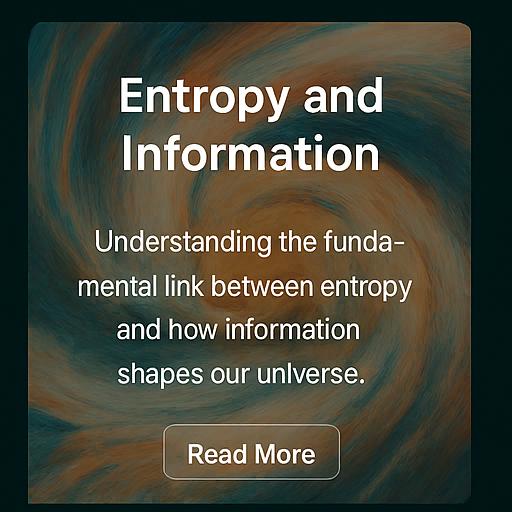 Entropy and
Information
Understanding the funda-
mental link between entropy
and how information
shapes our unlverse.
Read More